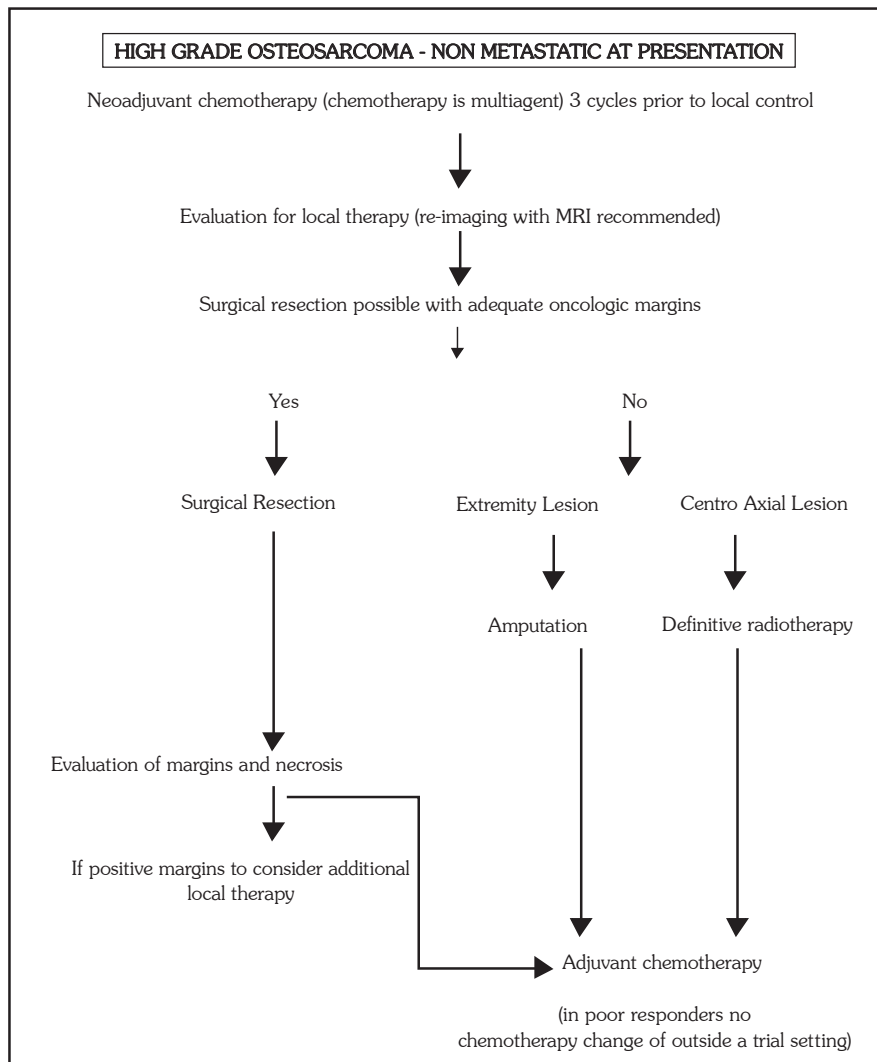 HIGH GRADE OSTEOSARCOMA - NON METASTATIC AT PRESENTATION
Neoadjuvant chemotherapy (chemotherapy is multiagent) 3 cycles prior to local control
Evaluation for local therapy (re-imaging with MRI recommended)
Surgical resection possible with adequate oncologic margins
Yes
No
Surgical Resection
Extremity Lesion
Centro Axial Lesion
Amputation
Definitive radiotherapy
Evaluation of margins and necrosis
If positive margins to consider additional
local therapy
Adjuvant chemotherapy
(in poor responders no
chemotherapy change of outside a trial setting)